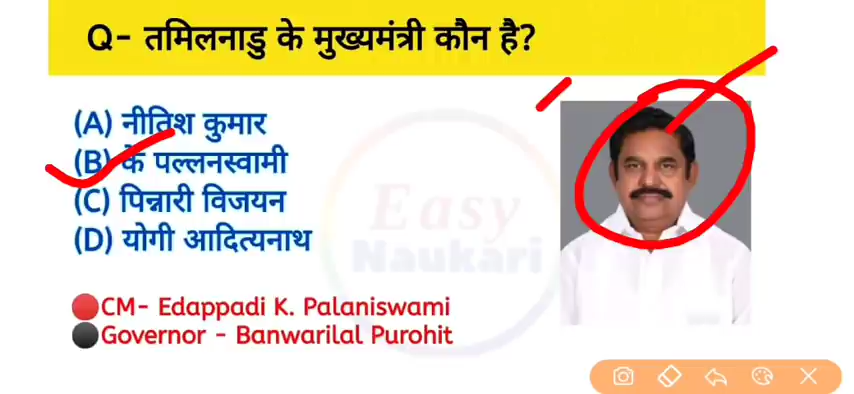 Q- तमिलनाडु के मुख्यमंत्री कौन है?
(A) नीतिश कुमार
(B) के पल्लनस्वामी
(C) पिन्नारी विजयन
(D) योगी आदित्यनाथ
Easy
Naukari
CM- Edappadi K. Palaniswami
Governor - Banwarilal Purohit